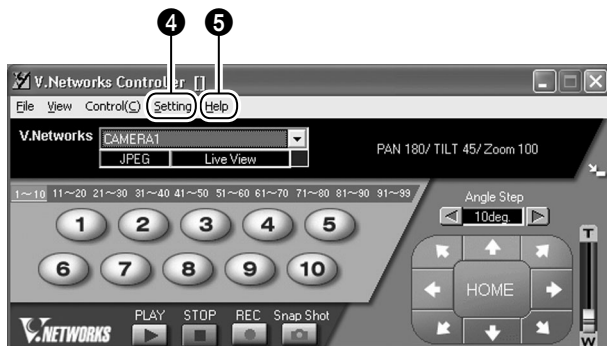 4 5
V.Networks Controller []
File View Control(C) Setting Help
V.Networks CAMERA1
JPEG Live View
PAN 180/ TILT 45/ Zoom 100
1～10 11～20 21～30 31～40 41～50 51～60 61～70 71～80 81～90 91～99
Angle Step
10deg.
1 2 3 4 5
6 7 8 9 10
T
HOME
W
PLAY STOP REC Snap Shot
V.NETWORKS